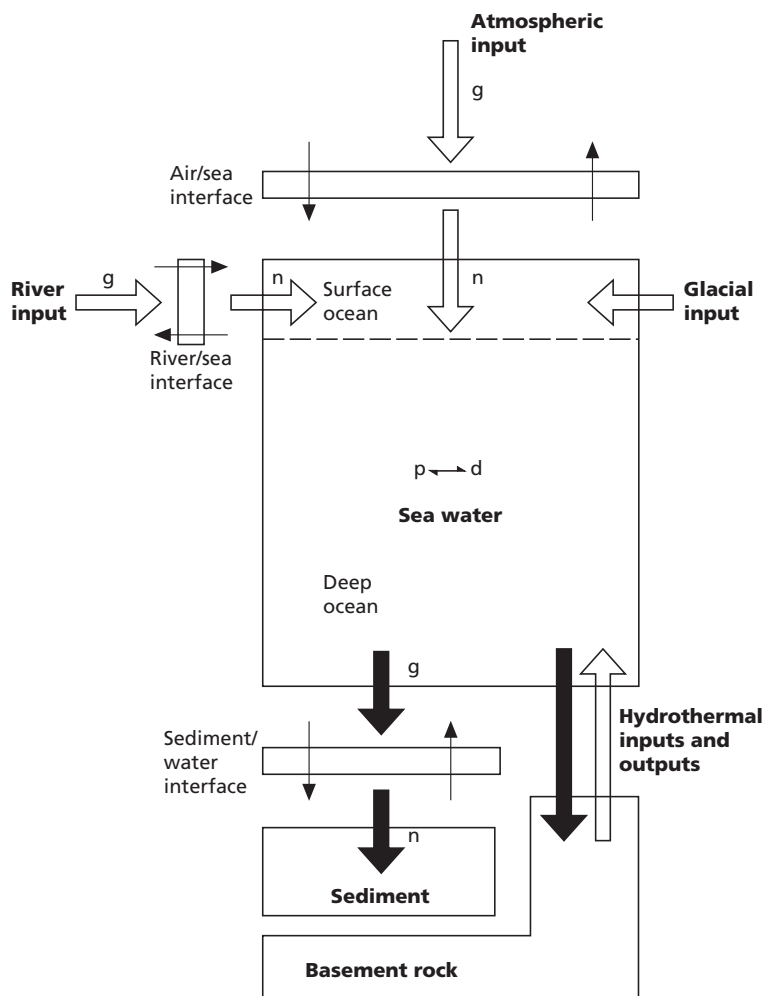 Atmospheric
input
g
Air/sea
interface
g
n
n
River
input
Surface
ocean
Glacial
input
River/sea
interface
p d
Sea water
Deep
ocean
g
Hydrothermal
inputs and
outputs
Sediment/
water
interface
n
Sediment
Basement rock